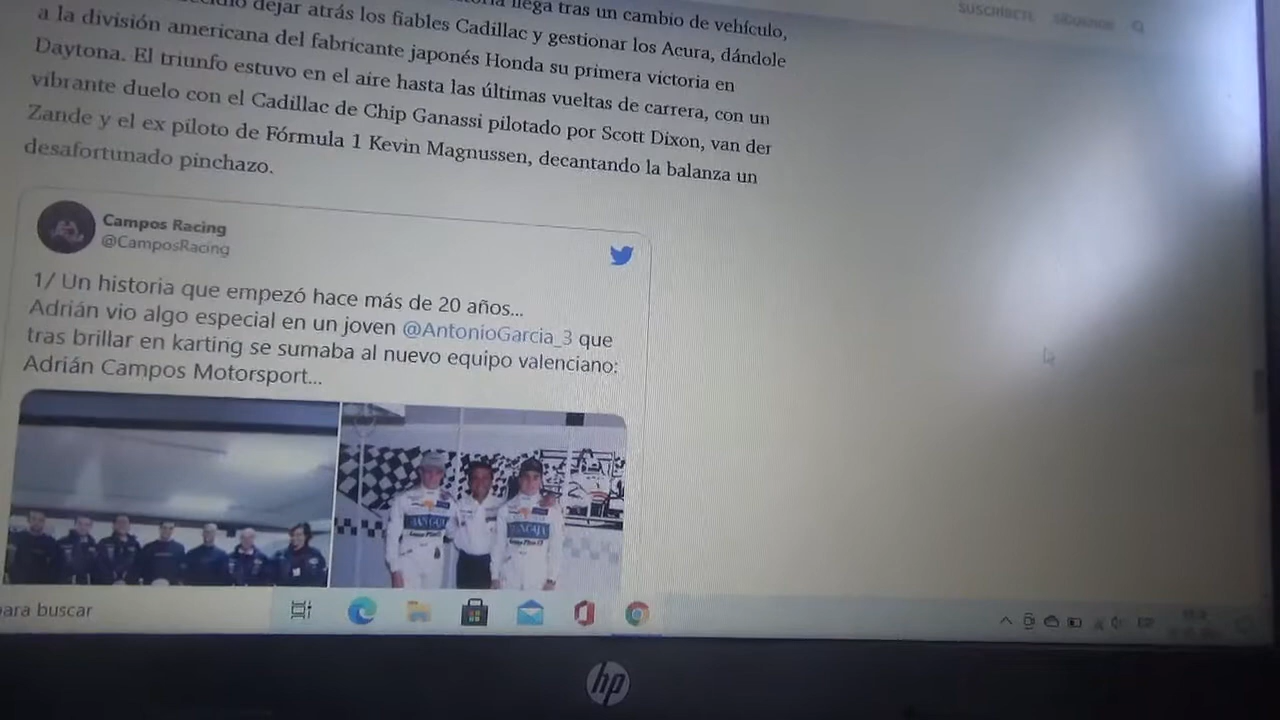 dejar atrás los fiables Cadillac y gestionar los Acura, dándole
llega tras un cambio de vehículo,
a la división americana del fabricante japonés Honda su primera victoria en
Daytona. El triunfo estuvo en el aire hasta las últimas vueltas de carrera, con un
vibrante duelo con el Cadillac de Chip Ganassi pilotado por Scott Dixon, van der
Zande y el ex piloto de Fórmula 1 Kevin Magnussen, decantando la balanza un
desafortunado pinchazo.
SUSCRÍBETE SÍGUENOS
Campos Racing
@CamposRacing
1/ Un historia que empezó hace más de 20 años...
Adrián vio algo especial en un joven @AntonioGarcia_3 que
tras brillar en karting se sumaba al nuevo equipo valenciano:
Adrián Campos Motorsport...
para buscar
hp